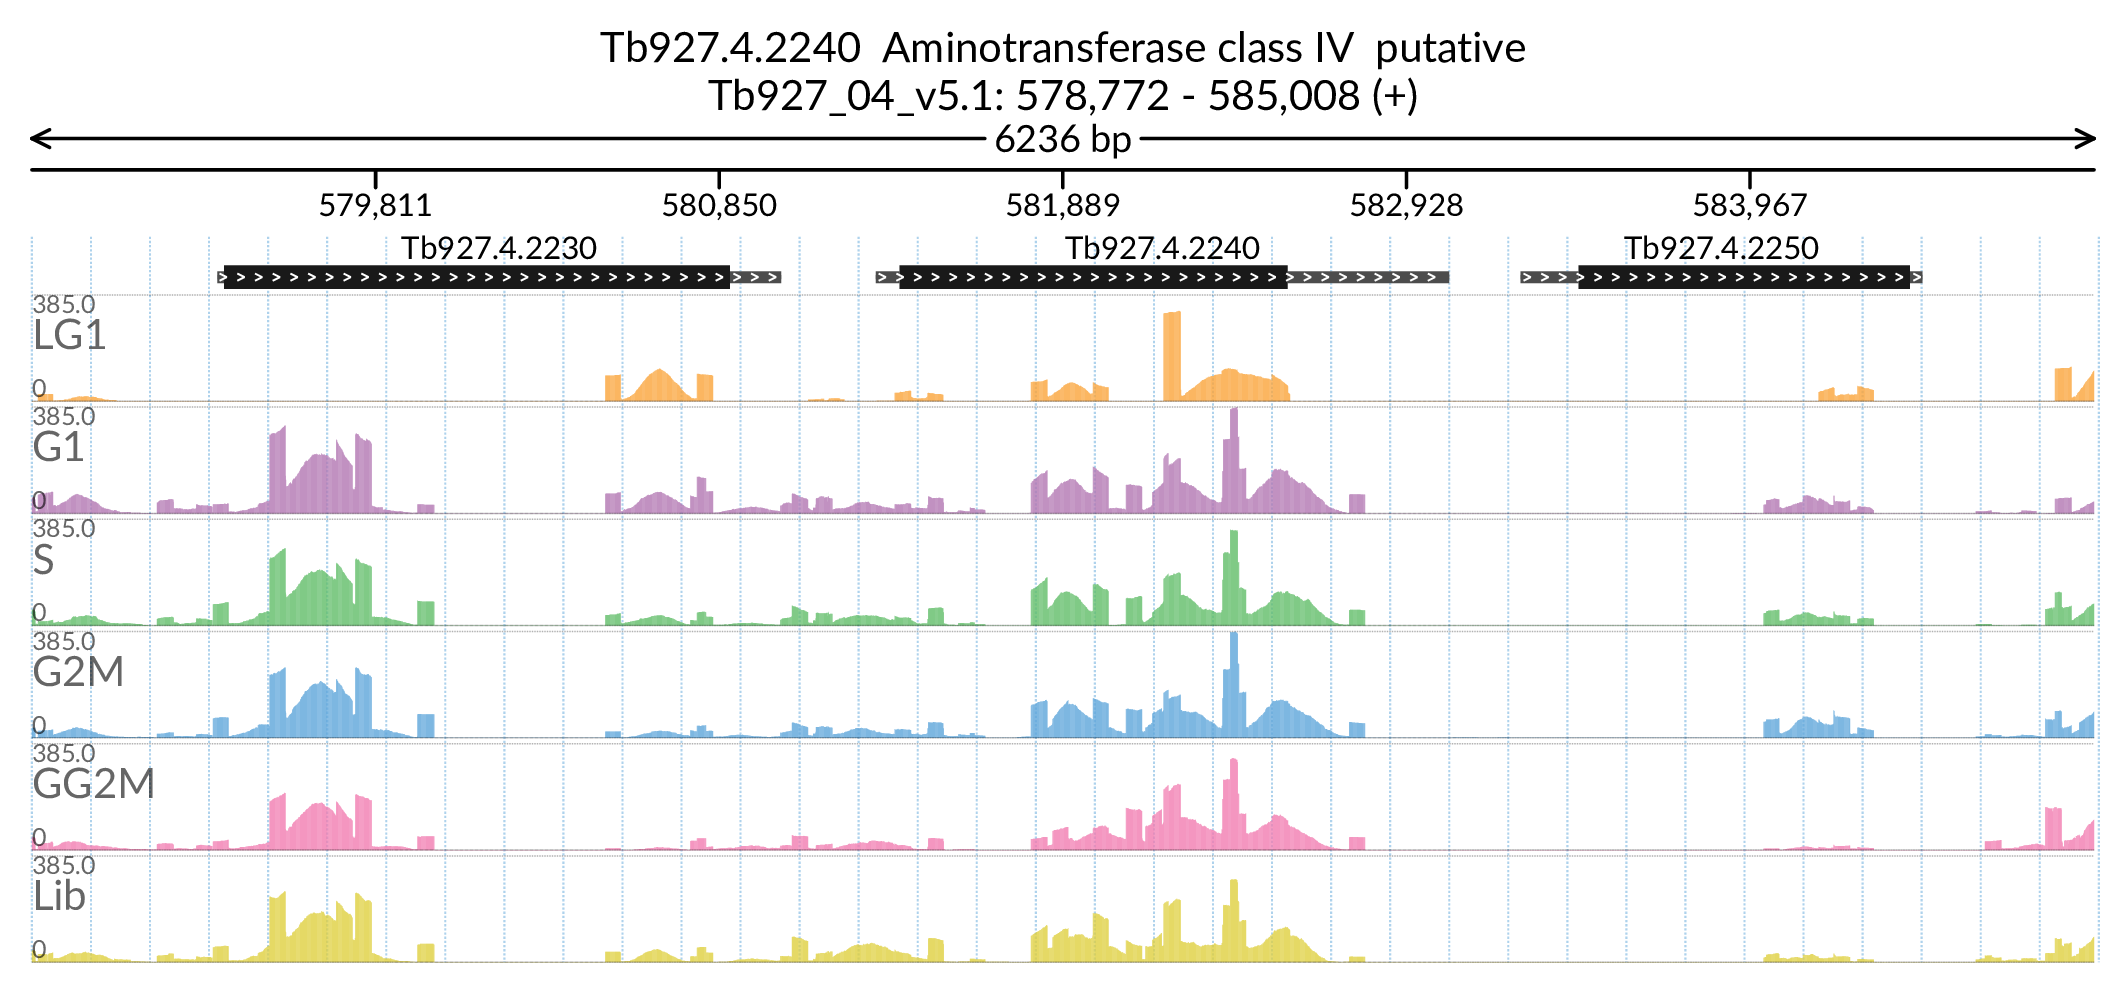 Tb927.4.2240  Aminotransferase class IV  putative
Tb927_04_v5.1: 578,772 - 585,008 (+)
6236 bp
579,811 580,850 581,889 582,928 583,967
Tb927.4.2230 Tb927.4.2240 Tb927.4.2250
385.0
LG1
0
385.0
G1
0
385.0
S
0
385.0
G2M
0
385.0
GG2M
0
385.0
Lib
0